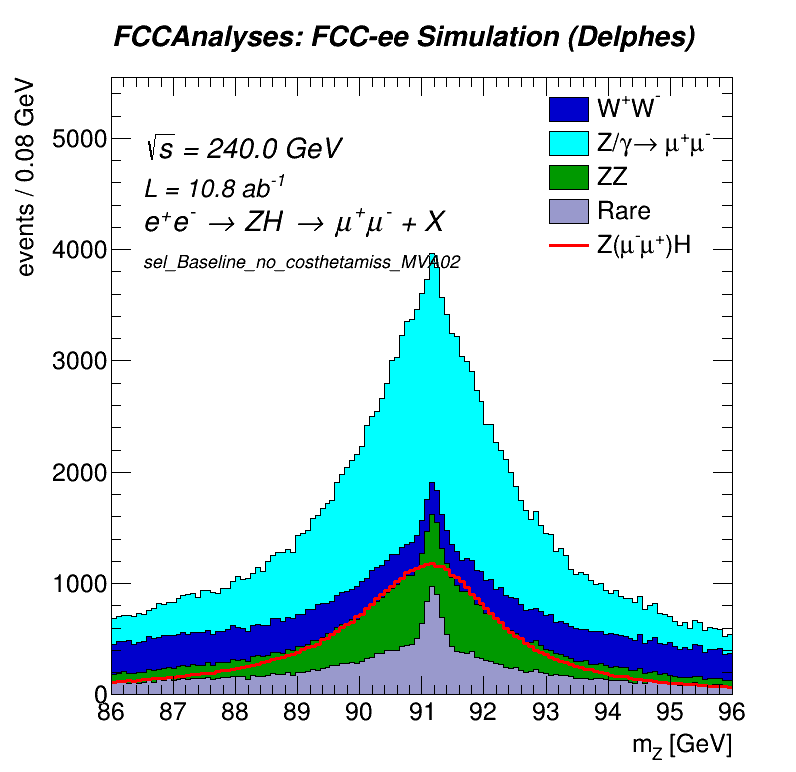 FCCAnalyses: FCC-ee Simulation (Delphes)
events / 0.08 GeV
√s = 240.0 GeV
L = 10.8 ab⁻¹
e⁺e⁻ → ZH → μ⁺μ⁻ + X
sel_Baseline_no_costhetamiss_MVA02
W⁺W⁻
Z/γ→ μ⁺μ⁻
ZZ
Rare
Z(μ⁻μ⁺)H
5000
4000
3000
2000
1000
0
86 87 88 89 90 91 92 93 94 95 96
m_Z [GeV]